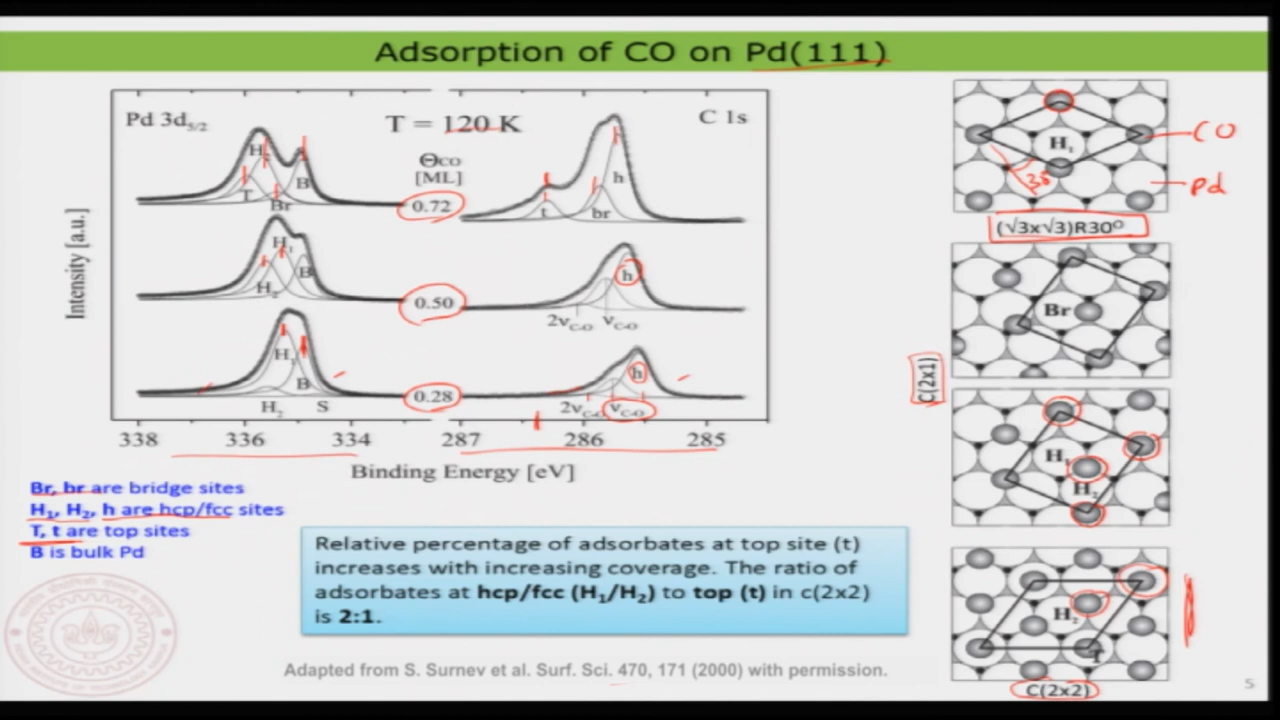 Adsorption of CO on Pd(111)
Pd 3d5/2
T = 120 K
C 1s
ΘCO
[ML]
H2
T
Br
B
0.72
t
br
h
H1
H2
B
0.50
2νC-O
νC-O
h
H1
B
H2
S
0.28
2νC-O
νC-O
h
338
336
334
287
286
285
Intensity [a.u.]
Binding Energy [eV]
Br, br are bridge sites
H1, H2, h are hcp/fcc sites
T, t are top sites
B is bulk Pd
Relative percentage of adsorbates at top site (t)
increases with increasing coverage. The ratio of
adsorbates at hcp/fcc (H1/H2) to top (t) in c(2x2)
is 2:1.
Adapted from S. Surnev et al. Surf. Sci. 470, 171 (2000) with permission.
H1
CO
Pd
(√3x√3)R30°
Br
C(2x1)
H1
H2
H2
T
C(2x2)
5